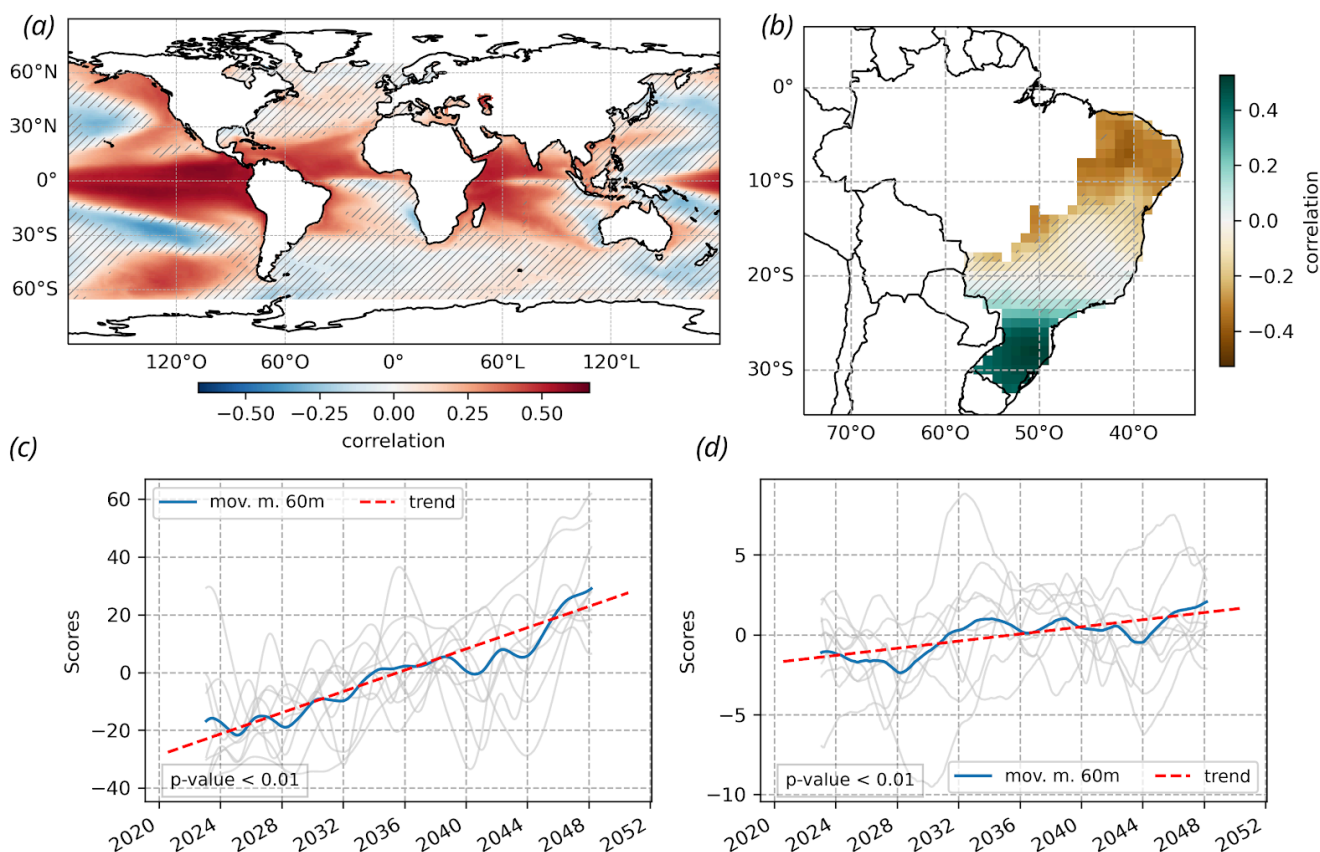 (a)
60°N
30°N
0°
30°S
60°S
120°O 60°O 0° 60°L 120°L
−0.50 −0.25 0.00 0.25 0.50
correlation
(b)
0°
10°S
20°S
30°S
70°O 60°O 50°O 40°O
0.4
0.2
0.0
−0.2
−0.4
correlation
(c)
mov. m. 60m trend
60
40
20
0
−20
−40
Scores
p-value < 0.01
2020 2024 2028 2032 2036 2040 2044 2048 2052
(d)
5
0
−5
−10
Scores
p-value < 0.01
mov. m. 60m trend
2020 2024 2028 2032 2036 2040 2044 2048 2052